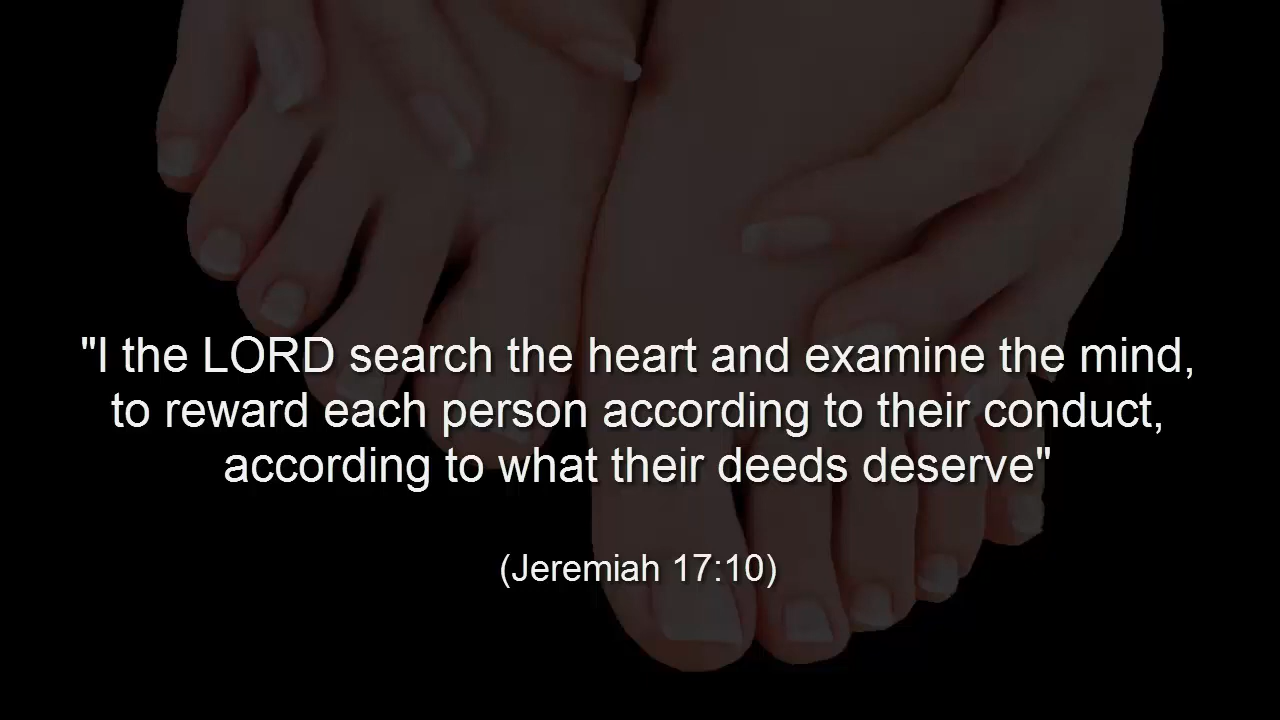 "I the LORD search the heart and examine the mind,
to reward each person according to their conduct,
according to what their deeds deserve"
(Jeremiah 17:10)